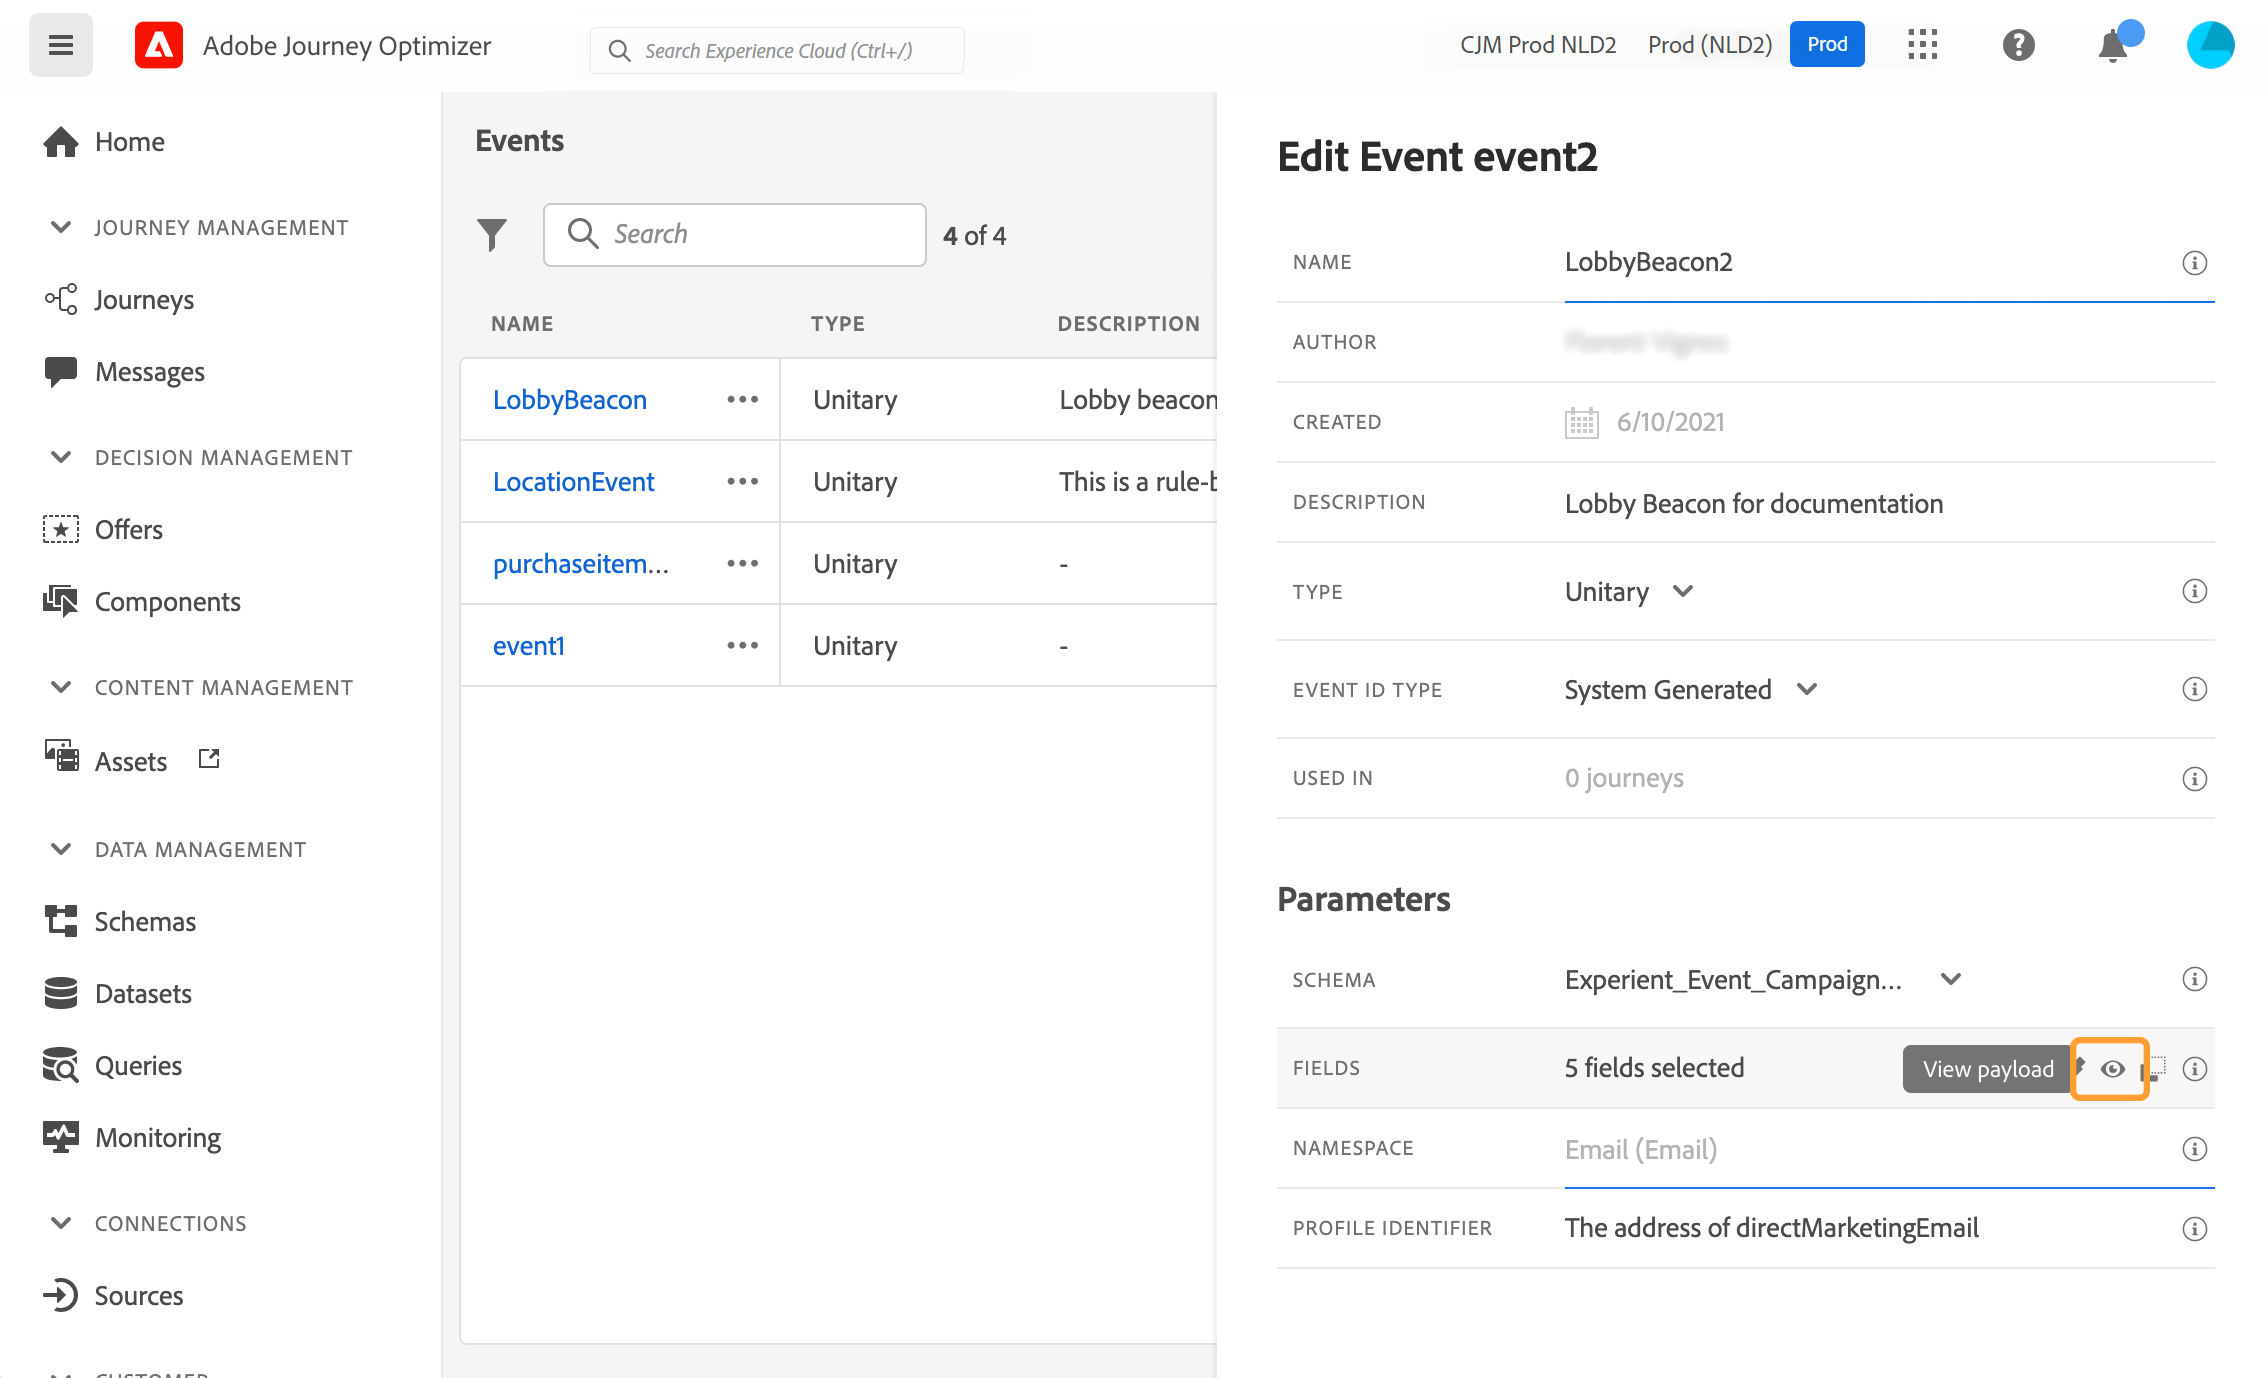 Adobe Journey Optimizer
Search Experience Cloud (Ctrl+/)
CJM Prod NLD2
Prod (NLD2)
Prod
Home
JOURNEY MANAGEMENT
Journeys
Messages
DECISION MANAGEMENT
Offers
Components
CONTENT MANAGEMENT
Assets
DATA MANAGEMENT
Schemas
Datasets
Queries
Monitoring
CONNECTIONS
Sources
CUSTOMER
Events
Search
4 of 4
NAME TYPE DESCRIPTION
LobbyBeacon ••• Unitary Lobby beacon
LocationEvent ••• Unitary This is a rule-b
purchaseitem... ••• Unitary -
event1 ••• Unitary -
Edit Event event2
NAME LobbyBeacon2
AUTHOR
CREATED 6/10/2021
DESCRIPTION Lobby Beacon for documentation
TYPE Unitary
EVENT ID TYPE System Generated
USED IN 0 journeys
Parameters
SCHEMA Experient_Event_Campaign...
FIELDS 5 fields selected View payload
NAMESPACE Email (Email)
PROFILE IDENTIFIER The address of directMarketingEmail